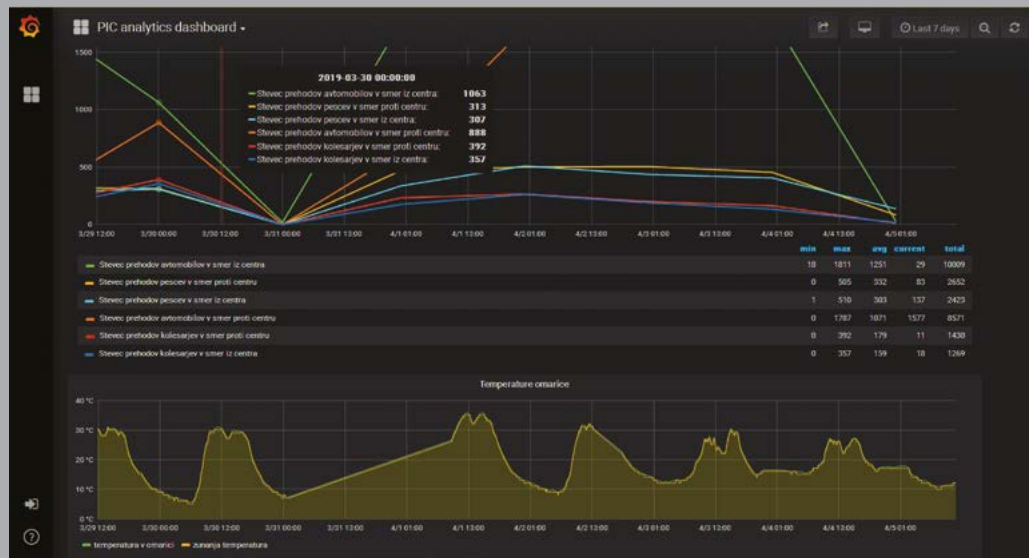 PIC analytics dashboard
Last 7 days
1500
1000
500
0
2019-03-30 00:00:00
Stevec prehodov avtomobilov v smer iz centra: 1063
Stevec prehodov pescev v smer proti centru: 313
Stevec prehodov pescev v smer iz centra: 307
Stevec prehodov avtomobilov v smer proti centru: 888
Stevec prehodov kolesarjev v smer proti centru: 392
Stevec prehodov kolesarjev v smer iz centra: 357
3/29 12:00 3/30 00:00 3/30 12:00 3/31 00:00 3/31 13:00 4/1 01:00 4/1 13:00 4/2 01:00 4/2 13:00 4/3 01:00 4/3 13:00 4/4 01:00 4/4 13:00 4/5 01:00
min max avg current total
Stevec prehodov avtomobilov v smer iz centra 18 1811 1251 29 10009
Stevec prehodov pescev v smer proti centru 0 505 332 83 2652
Stevec prehodov pescev v smer iz centra 1 510 303 137 2423
Stevec prehodov avtomobilov v smer proti centru 0 1787 1071 1577 8571
Stevec prehodov kolesarjev v smer proti centru 0 392 179 11 1430
Stevec prehodov kolesarjev v smer iz centra 0 357 159 18 1269
Temperature omarice
40 °C
30 °C
20 °C
10 °C
0 °C
3/29 12:00 3/30 00:00 3/30 12:00 3/31 00:00 3/31 13:00 4/1 01:00 4/1 13:00 4/2 01:00 4/2 13:00 4/3 01:00 4/3 13:00 4/4 01:00 4/4 13:00 4/5 01:00
temperatura v omarici zunanja temperatura